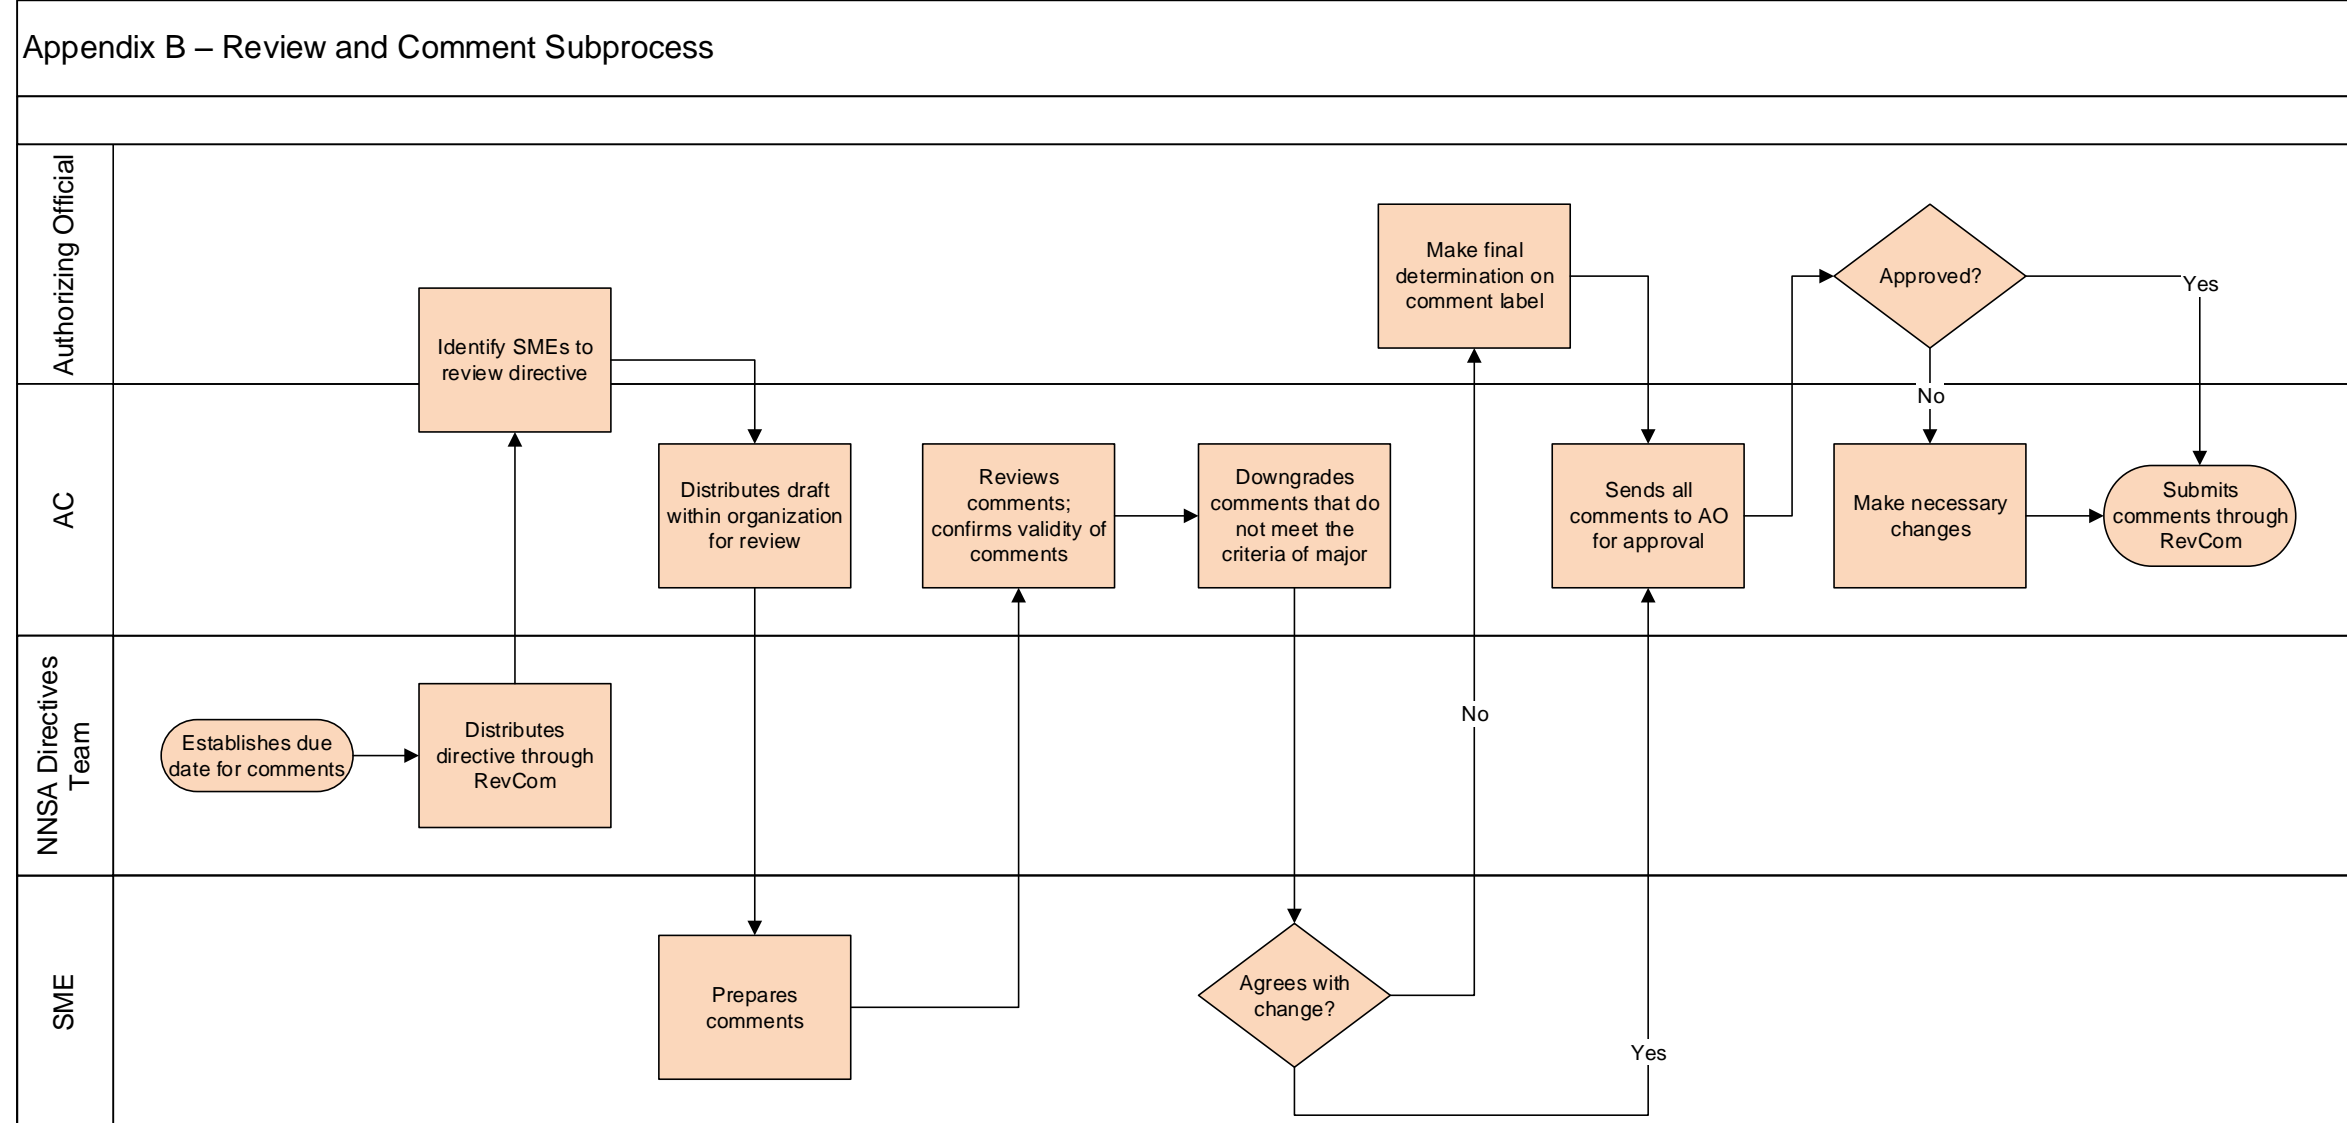 Appendix B – Review and Comment Subprocess
Authorizing Official
Identify SMEs to
review directive
Make final
determination on
comment label
Approved?
Yes
No
AC
Distributes draft
within organization
for review
Reviews
comments;
confirms validity of
comments
Downgrades
comments that do
not meet the
criteria of major
Sends all
comments to AO
for approval
Make necessary
changes
Submits
comments through
RevCom
NNSA Directives
Team
Establishes due
date for comments
Distributes
directive through
RevCom
No
SME
Prepares
comments
Agrees with
change?
Yes